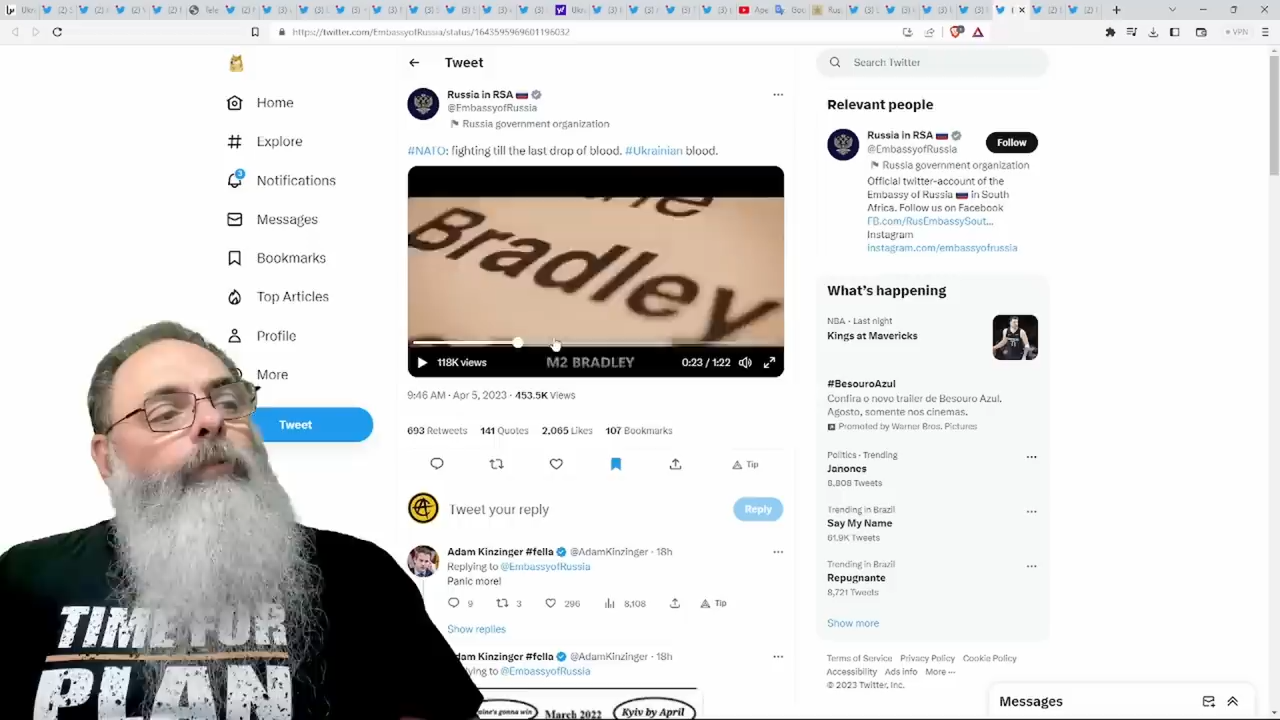 https://twitter.com/EmbassyofRussia/status/1643595969601196032
VPN
Home
Explore
3
Notifications
Messages
Bookmarks
Top Articles
Profile
More
Tweet
Tweet
Russia in RSA
@EmbassyofRussia
Russia government organization
#NATO: fighting till the last drop of blood. #Ukrainian blood.
Bradley
118K views
M2 BRADLEY
0:23 / 1:22
9:46 AM · Apr 5, 2023 · 453.5K Views
693 Retweets 141 Quotes 2,065 Likes 107 Bookmarks
Tip
Tweet your reply
Reply
Adam Kinzinger #fella @AdamKinzinger · 18h
Replying to @EmbassyofRussia
Panic more!
9 3 296 8,108 Tip
Show replies
Adam Kinzinger #fella @AdamKinzinger · 18h
@EmbassyofRussia
gonna win
March 2022
Kyiv by April
Search Twitter
Relevant people
Russia in RSA
@EmbassyofRussia
Follow
Russia government organization
Official twitter-account of the
Embassy of Russia in South
Africa. Follow us on Facebook
FB.com/RusEmbassySout...
Instagram
instagram.com/embassyofrussia
What's happening
NBA · Last night
Kings at Mavericks
#BesouroAzul
Confira o novo trailer de Besouro Azul.
Agosto, somente nos cinemas.
Promoted by Warner Bros. Pictures
Politics · Trending
Janones
8,808 Tweets
Trending in Brazil
Say My Name
61.9K Tweets
Trending in Brazil
Repugnante
8,721 Tweets
Show more
Terms of Service Privacy Policy Cookie Policy
Accessibility Ads info More ···
© 2023 Twitter, Inc.
Messages